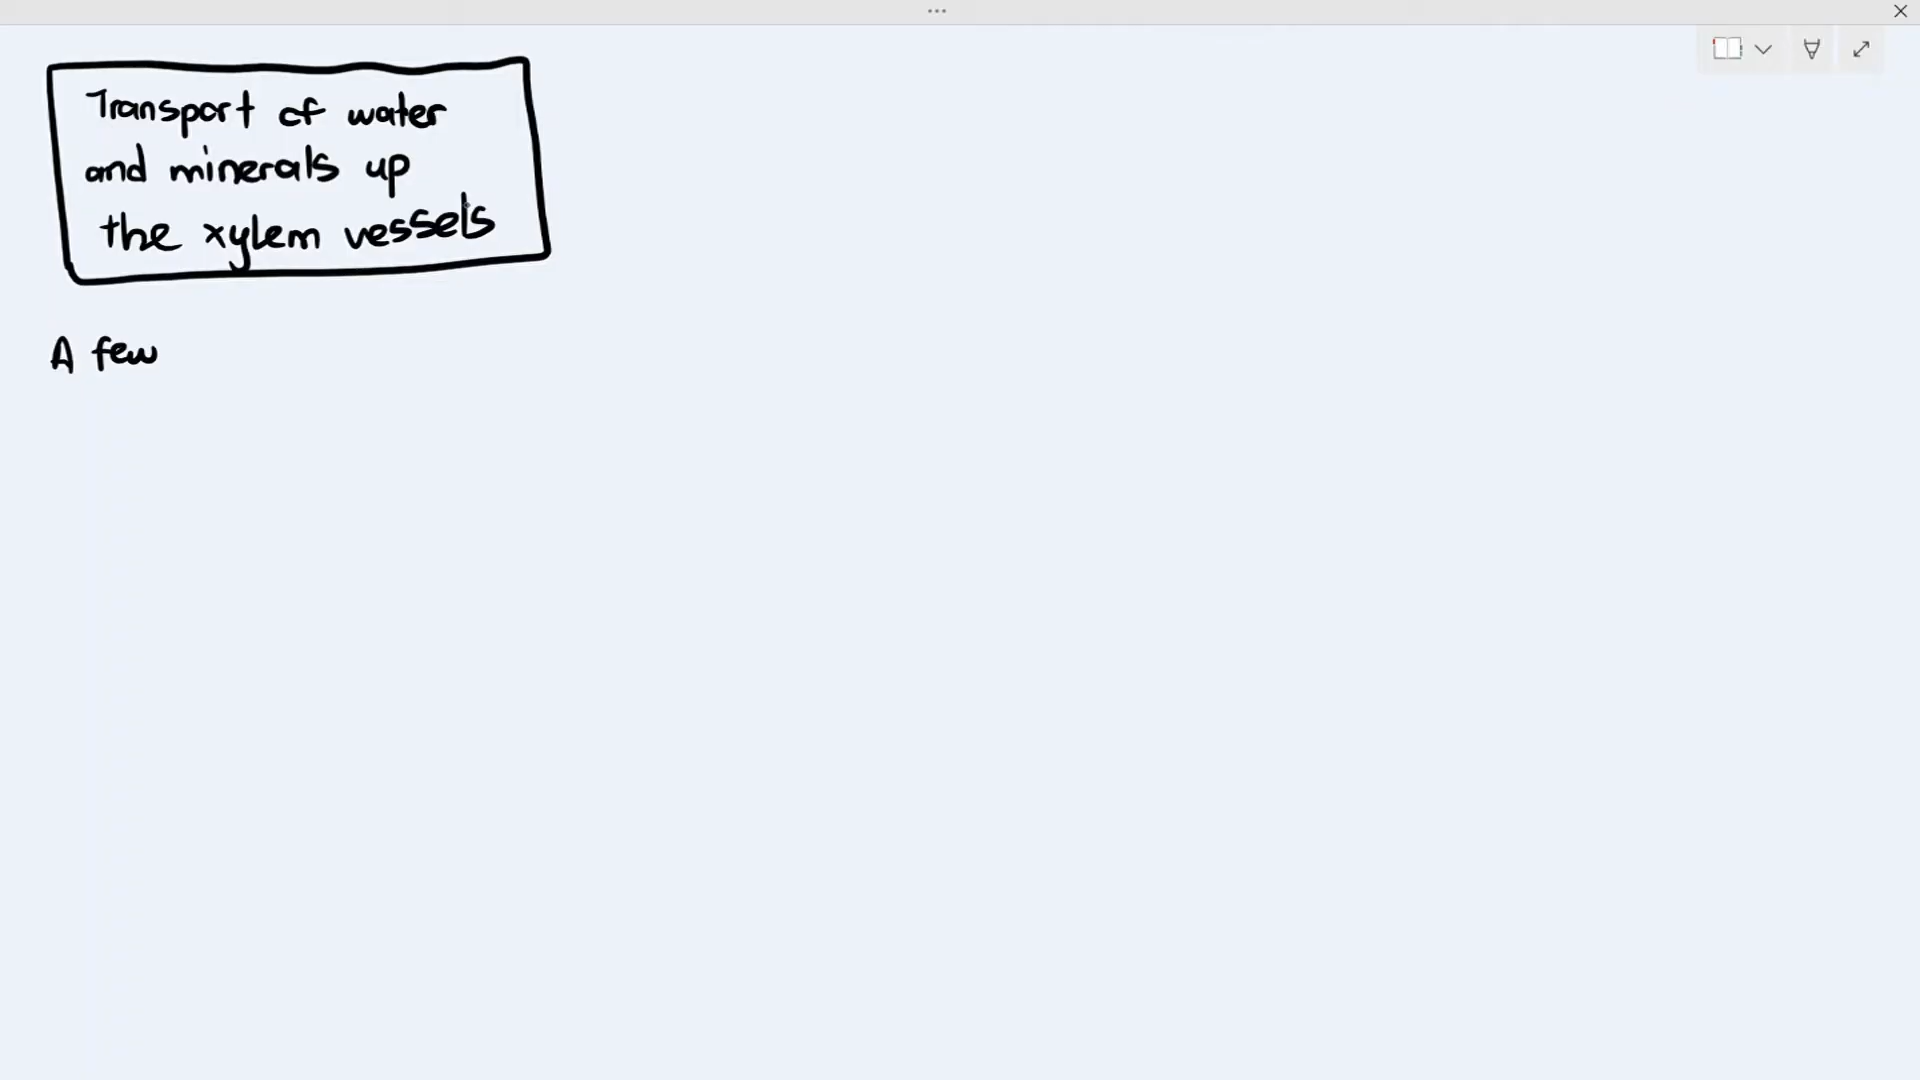 Transport of water
and minerals up
the xylem vessels
A few